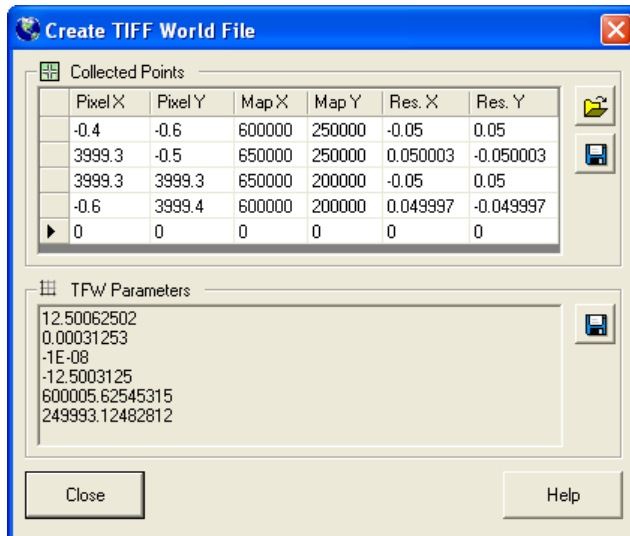 Create TIFF World File
Collected Points
Pixel X Pixel Y Map X Map Y Res. X Res. Y
-0.4 -0.6 600000 250000 -0.05 0.05
3999.3 -0.5 650000 250000 0.050003 -0.050003
3999.3 3999.3 650000 200000 -0.05 0.05
-0.6 3999.4 600000 200000 0.049997 -0.049997
0 0 0 0 0 0
TFW Parameters
12.50062502
0.00031253
-1E-08
-12.5003125
600005.62545315
249993.12482812
Close Help